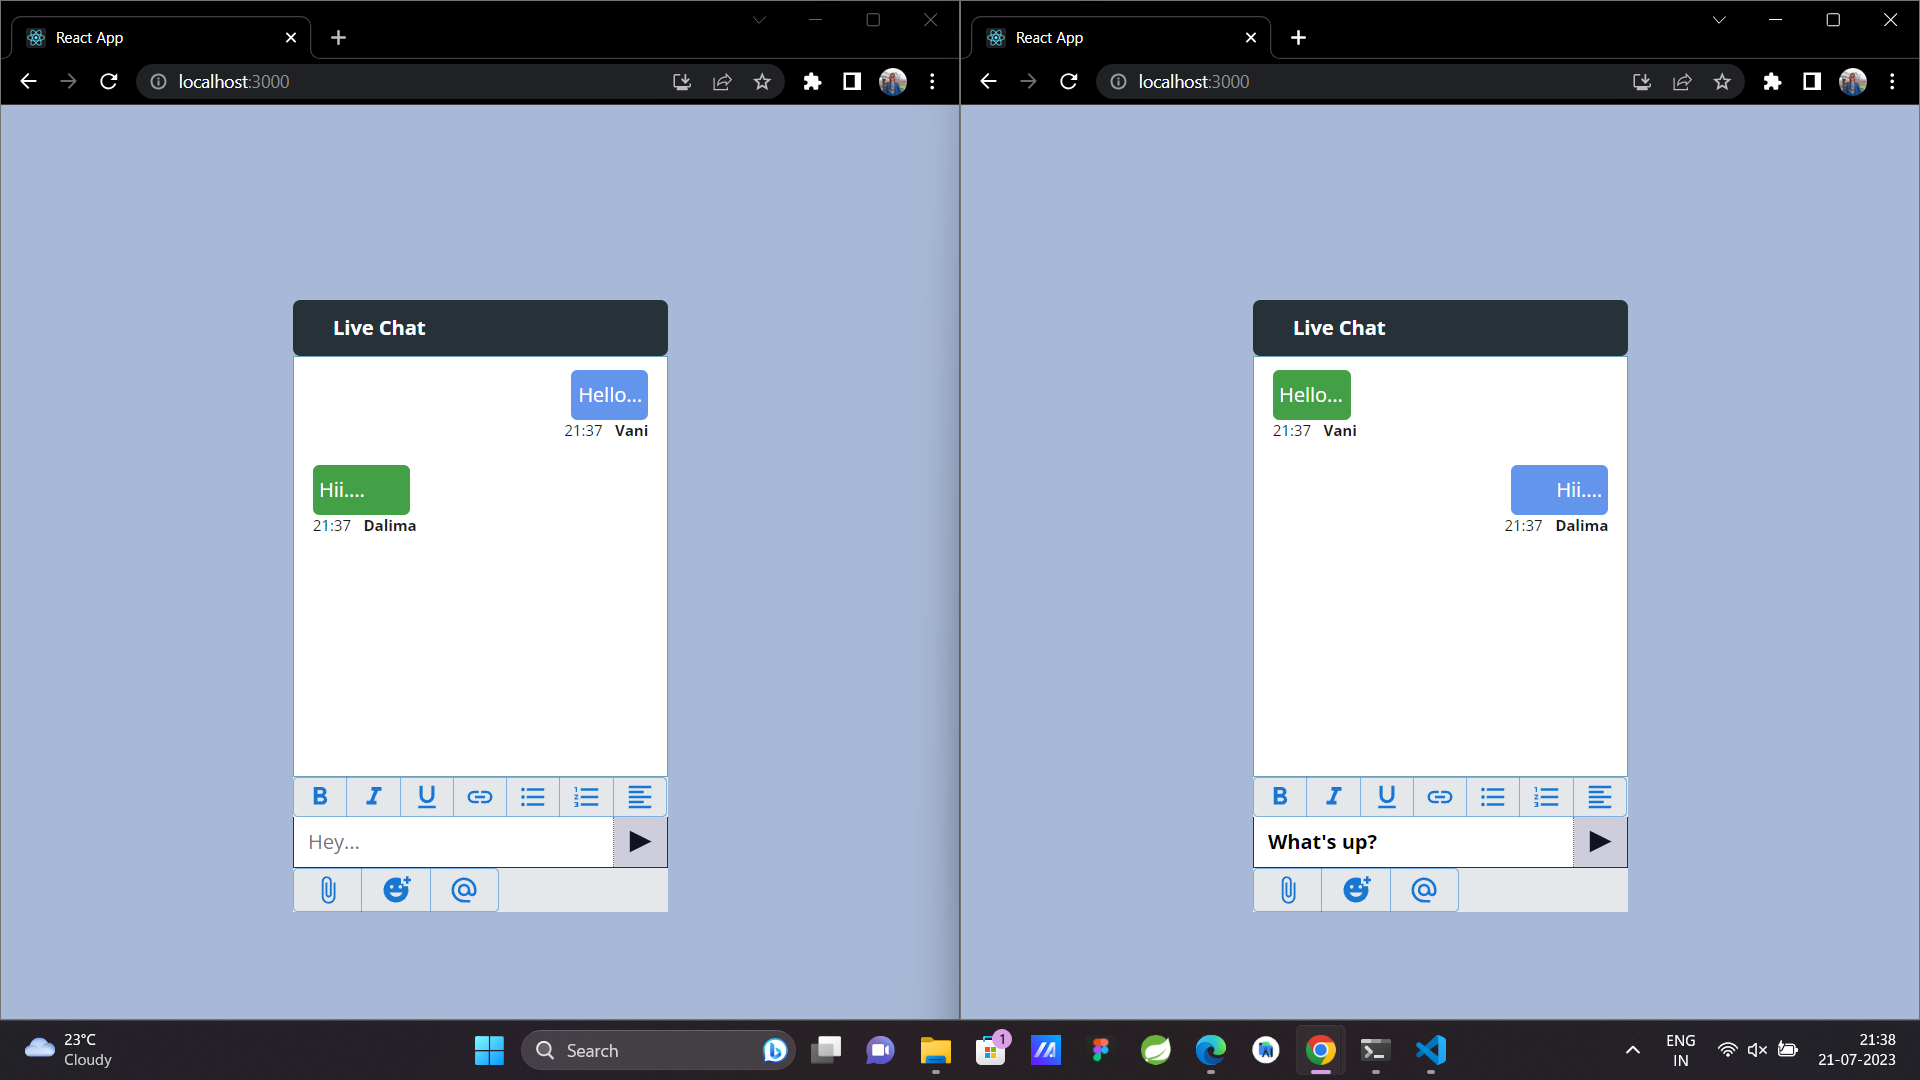 React App
localhost:3000
Live Chat
Hello...
21:37 Vani
Hii....
21:37 Dalima
B I U
Hey...
React App
localhost:3000
Live Chat
Hello...
21:37 Vani
Hii....
21:37 Dalima
B I U
What's up?
23°C
Cloudy
Search
1
ENG
IN
21:38
21-07-2023